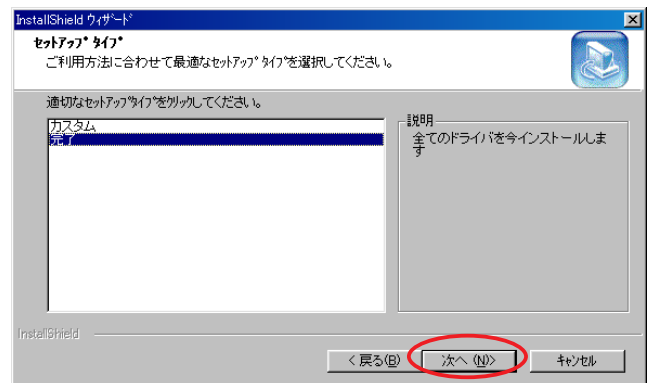 InstallShield ウィザード
セットアップ タイプ
ご利用方法に合わせて最適なセットアップ タイプを選択してください。
適切なセットアップタイプをクリックしてください。
カスタム
完了
説明
全てのドライバを今インストールしま
す
InstallShield
< 戻る(B)
次へ (N)>
キャンセル